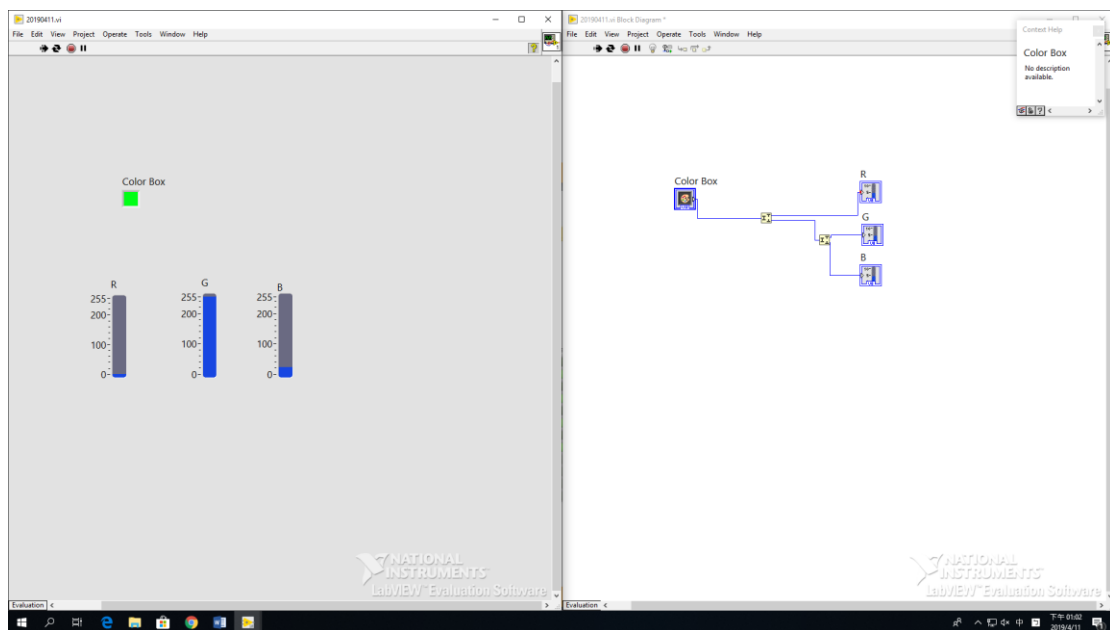 20190411.vi
File Edit View Project Operate Tools Window Help
Color Box
R
G
B
255
200
100
0
255
200
100
0
255
200
100
0
NATIONAL
INSTRUMENTS
LabVIEW™ Evaluation Software
Evaluation
20190411.vi Block Diagram *
File Edit View Project Operate Tools Window Help
Context Help
Color Box
No description
available.
Color Box
R
G
B
NATIONAL
INSTRUMENTS
LabVIEW™ Evaluation Software
Evaluation
中
下午 01:02
2019/4/11